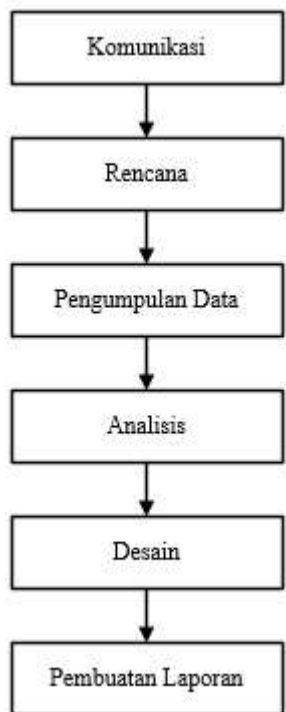 Komunikasi
Rencana
Pengumpulan Data
Analisis
Desain
Pembuatan Laporan